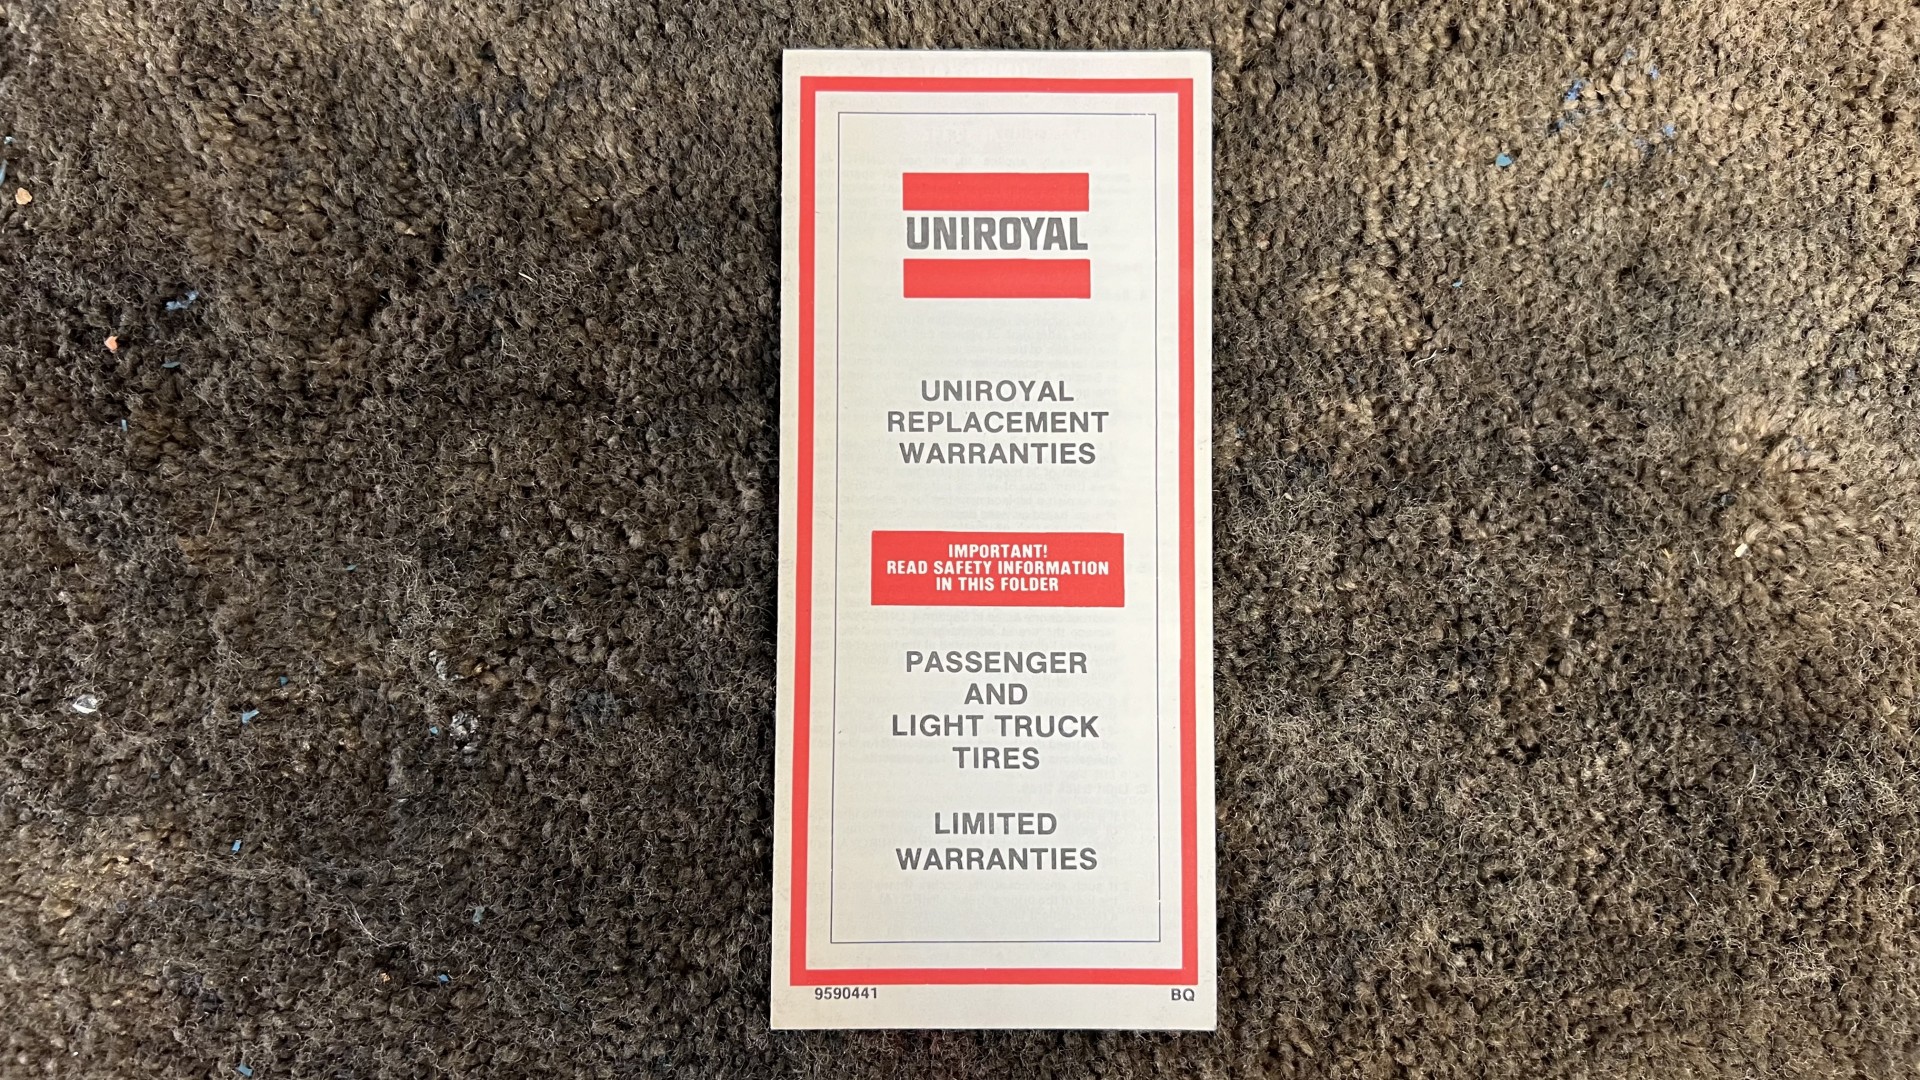 UNIROYAL
UNIROYAL
REPLACEMENT
WARRANTIES
IMPORTANT!
READ SAFETY INFORMATION
IN THIS FOLDER
PASSENGER
AND
LIGHT TRUCK
TIRES
LIMITED
WARRANTIES
9590441 BQ